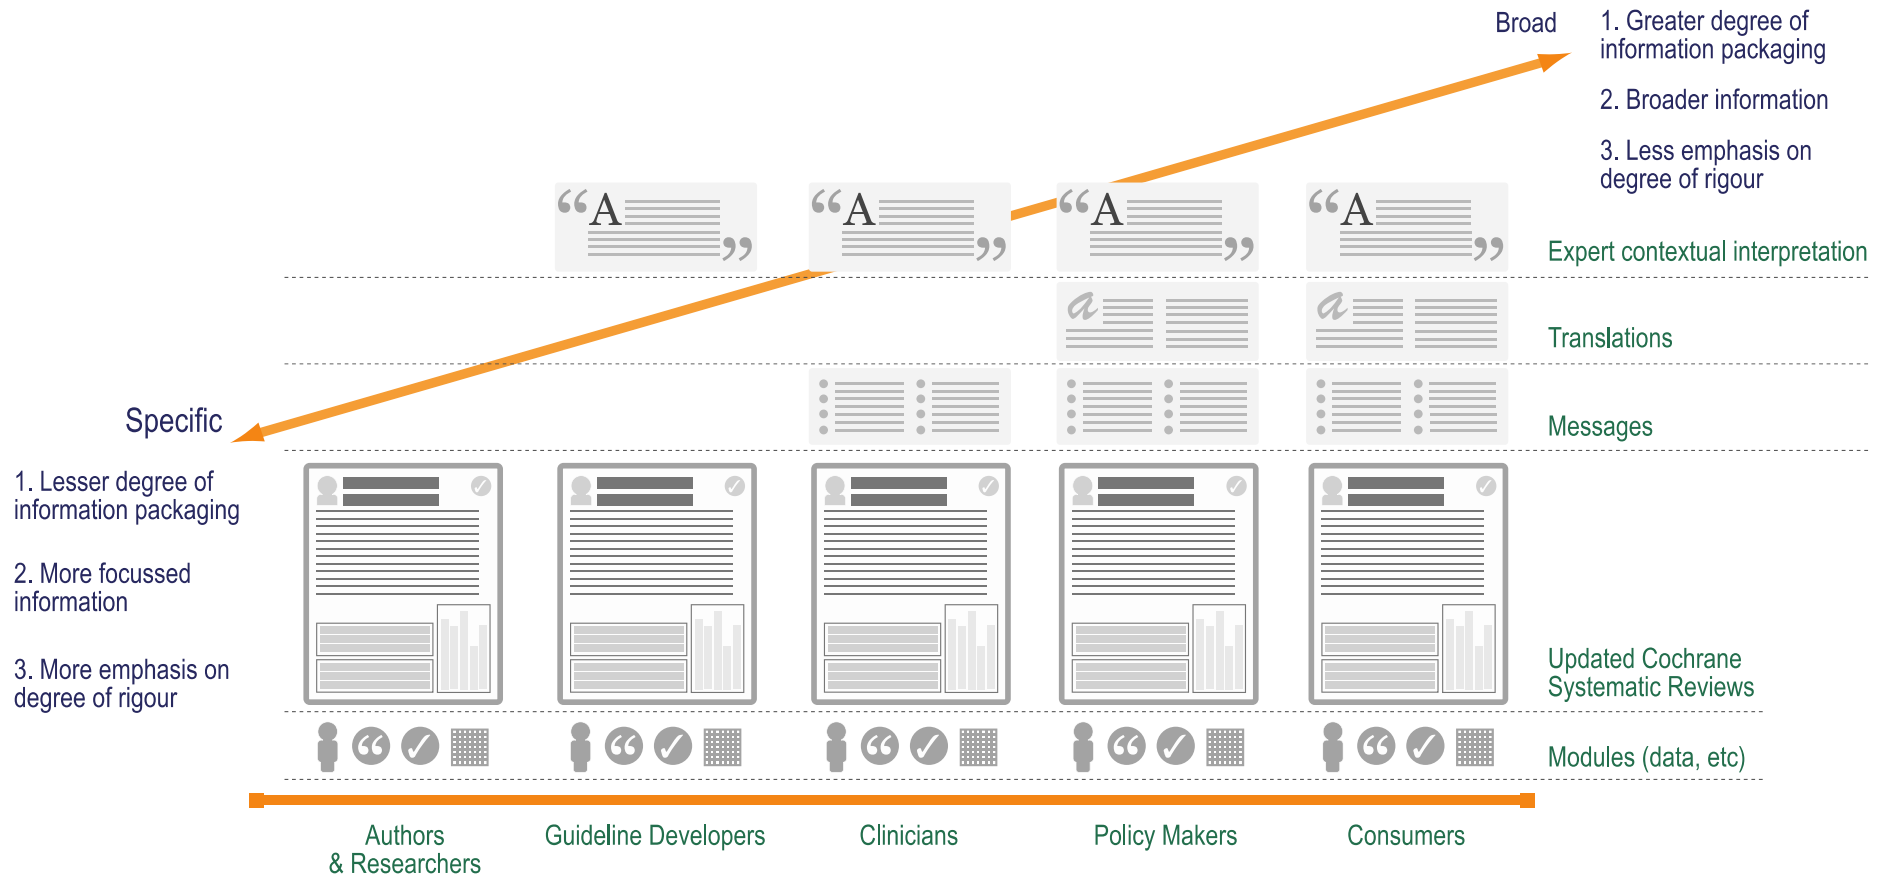 Broad
1. Greater degree of
information packaging
2. Broader information
3. Less emphasis on
degree of rigour
“A
”
“A
”
“A
”
“A
”
Expert contextual interpretation
a
a
Translations
Messages
Specific
1. Lesser degree of
information packaging
2. More focussed
information
3. More emphasis on
degree of rigour
Updated Cochrane
Systematic Reviews
Modules (data, etc)
Authors
& Researchers
Guideline Developers
Clinicians
Policy Makers
Consumers